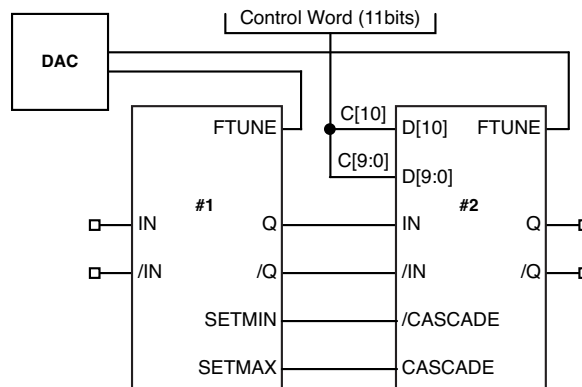 Control Word (11bits)
DAC
C[10]
FTUNE
D[10]
FTUNE
C[9:0]
D[9:0]
#1
#2
IN
Q
IN
Q
/IN
/Q
/IN
/Q
SETMIN
/CASCADE
SETMAX
CASCADE